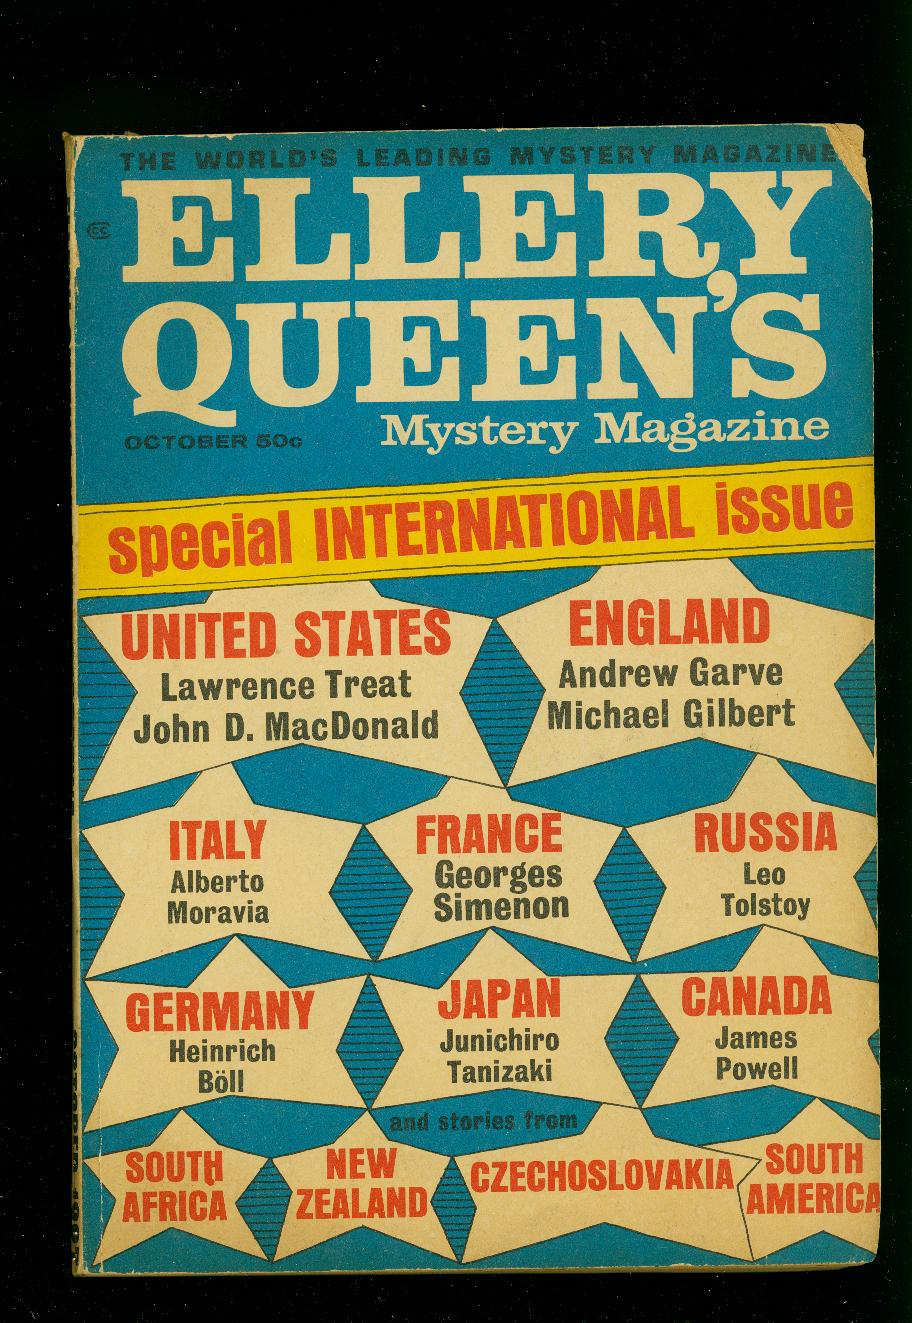 THE WORLD'S LEADING MYSTERY MAGAZINE
CC
ELLERY
QUEEN'S
OCTOBER 50c
Mystery Magazine
special INTERNATIONAL issue
UNITED STATES
Lawrence Treat
John D. MacDonald
ENGLAND
Andrew Garve
Michael Gilbert
ITALY
Alberto
Moravia
FRANCE
Georges
Simenon
RUSSIA
Leo
Tolstoy
GERMANY
Heinrich
Böll
JAPAN
Junichiro
Tanizaki
CANADA
James
Powell
and stories from
SOUTH
AFRICA
NEW
ZEALAND
CZECHOSLOVAKIA
SOUTH
AMERICA